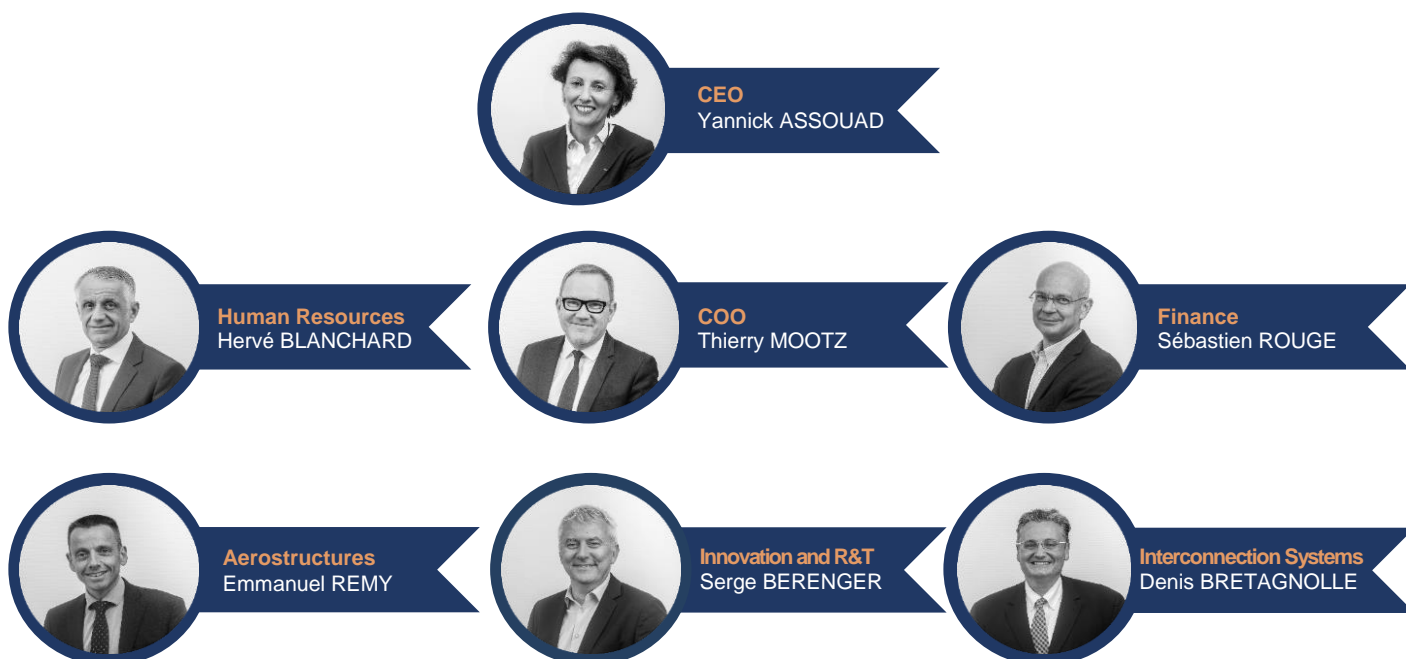 CEO
Yannick ASSOUAD
Human Resources
Hervé BLANCHARD
COO
Thierry MOOTZ
Finance
Sébastien ROUGE
Aerostructures
Emmanuel REMY
Innovation and R&T
Serge BERENGER
Interconnection Systems
Denis BRETAGNOLLE